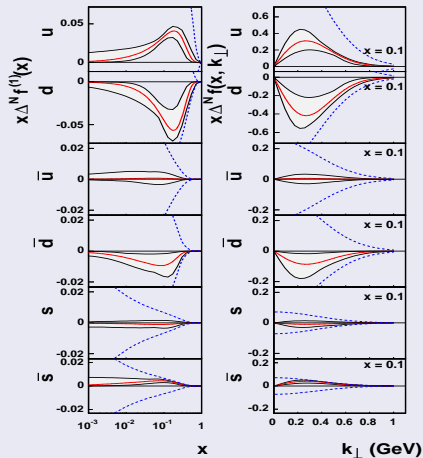 x Δ^N f^(1)(x)
u
0.05
0
d
0
-0.05
ū
0.02
0
-0.02
d̄
0.02
0
-0.02
s
0.02
0
-0.02
s̄
0.02
0
-0.02
10^-3 10^-2 10^-1 1
x
x Δ^N f(x, k⊥)
u
0.6
0.4
0.2
0
x = 0.1
d
0
-0.2
-0.4
-0.6
x = 0.1
ū
0.2
0
-0.2
x = 0.1
d̄
0.2
0
-0.2
x = 0.1
s
0.2
0
-0.2
x = 0.1
s̄
0.2
0
-0.2
x = 0.1
0 0.2 0.4 0.6 0.8 1
k⊥ (GeV)